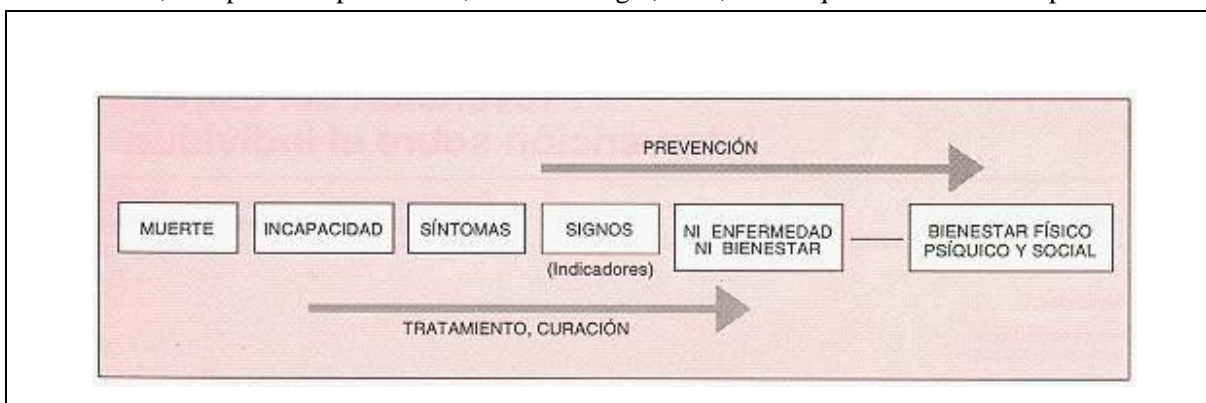 PREVENCIÓN
MUERTE
INCAPACIDAD
SÍNTOMAS
SIGNOS
(Indicadores)
NI ENFERMEDAD
NI BIENESTAR
BIENESTAR FÍSICO
PSÍQUICO Y SOCIAL
TRATAMIENTO, CURACIÓN